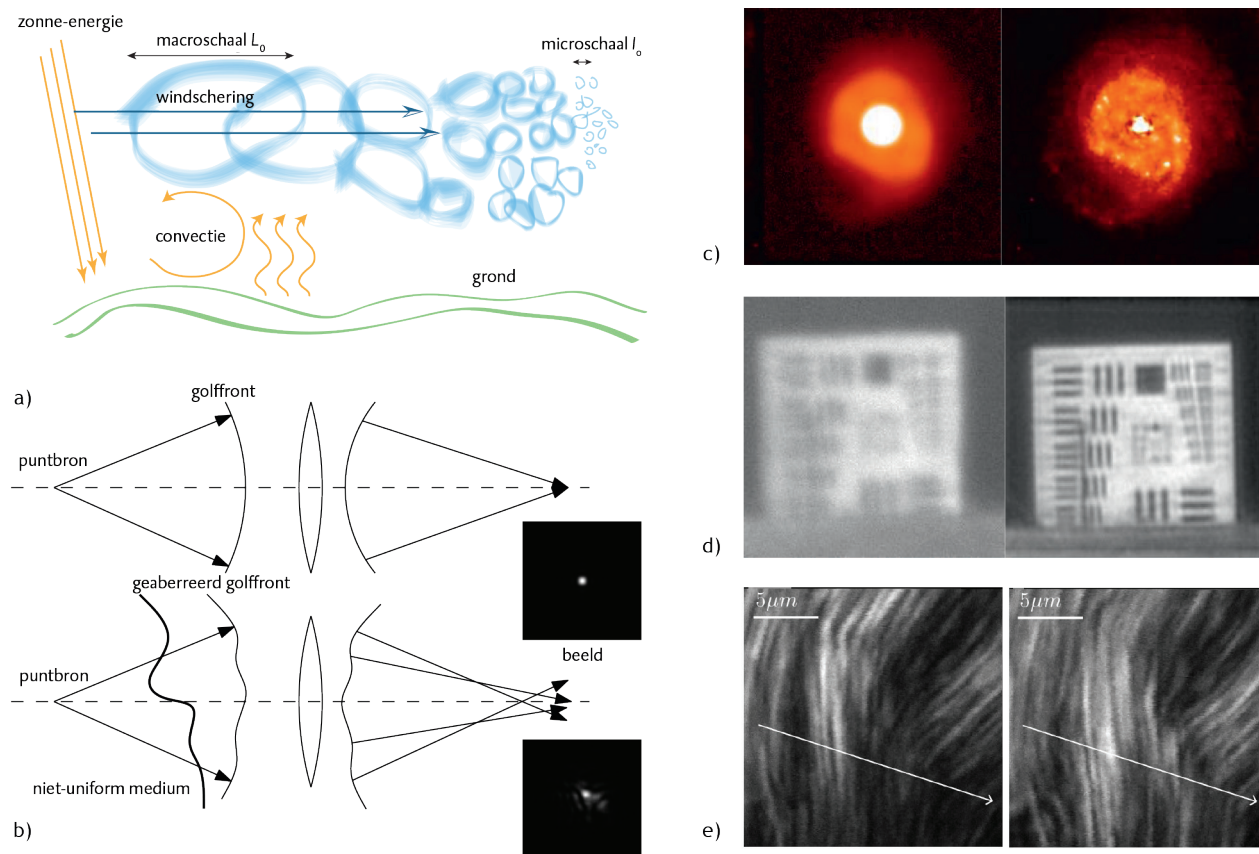 zonne-energie
macroschaal L₀
microschaal l₀
windschering
convectie
grond
a)
golffront
puntbron
geaberreerd golffront
puntbron
beeld
niet-uniform medium
b)
c)
d)
5μm
5μm
e)